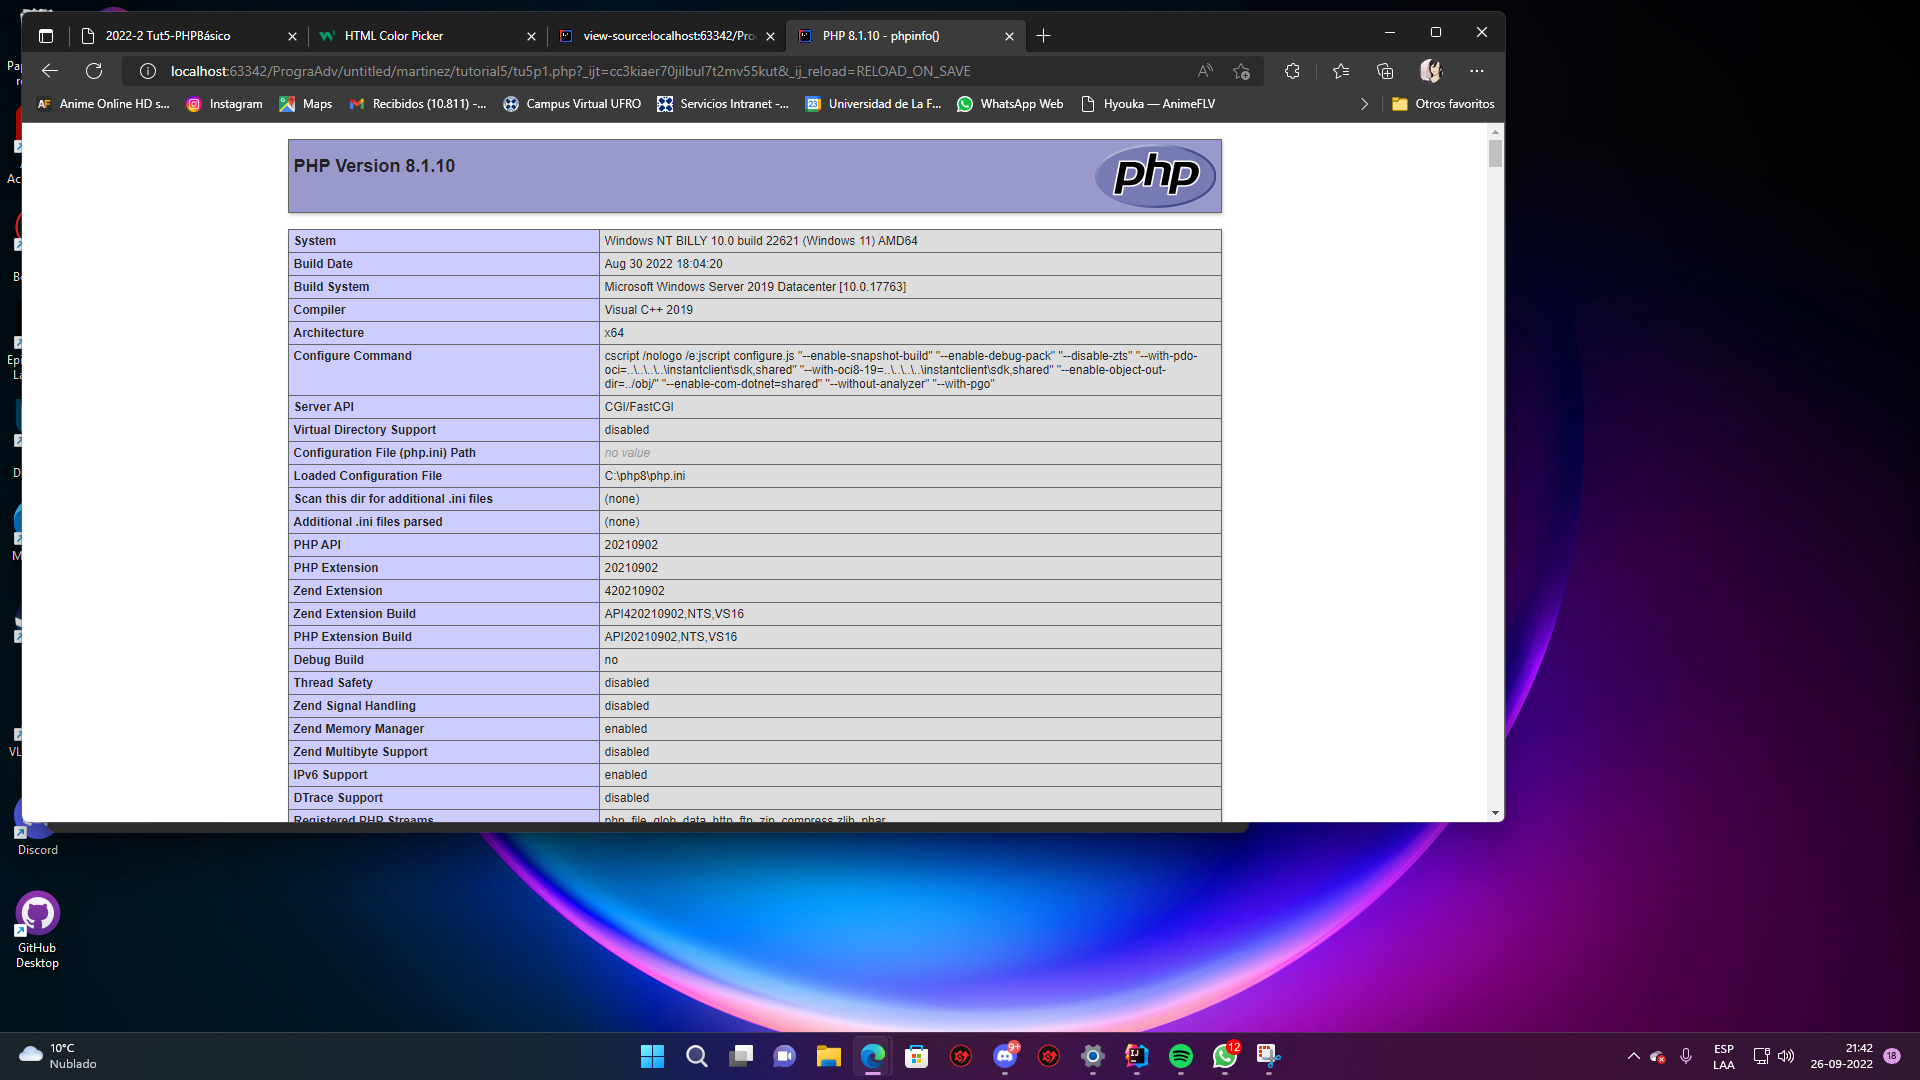 2022-2 Tut5-PHPBásico
HTML Color Picker
view-source:localhost:63342/Pro
PHP 8.1.10 - phpinfo()
localhost:63342/PrograAdv/untitled/martinez/tutorial5/tu5p1.php?_ijt=cc3kiaer70jilbul7t2mv55kut&_ij_reload=RELOAD_ON_SAVE
AF Anime Online HD s...
Instagram
Maps
Recibidos (10.811) -...
Campus Virtual UFRO
Servicios Intranet -...
23 Universidad de La F...
WhatsApp Web
Hyouka — AnimeFLV
Otros favoritos
PHP Version 8.1.10
php
System Windows NT BILLY 10.0 build 22621 (Windows 11) AMD64
Build Date Aug 30 2022 18:04:20
Build System Microsoft Windows Server 2019 Datacenter [10.0.17763]
Compiler Visual C++ 2019
Architecture x64
Configure Command cscript /nologo /e:jscript configure.js "--enable-snapshot-build" "--enable-debug-pack" "--disable-zts" "--with-pdo-
oci=..\..\..\..\instantclient\sdk,shared" "--with-oci8-19=..\..\..\..\instantclient\sdk,shared" "--enable-object-out-
dir=../obj/" "--enable-com-dotnet=shared" "--without-analyzer" "--with-pgo"
Server API CGI/FastCGI
Virtual Directory Support disabled
Configuration File (php.ini) Path no value
Loaded Configuration File C:\php8\php.ini
Scan this dir for additional .ini files (none)
Additional .ini files parsed (none)
PHP API 20210902
PHP Extension 20210902
Zend Extension 420210902
Zend Extension Build API420210902,NTS,VS16
PHP Extension Build API20210902,NTS,VS16
Debug Build no
Thread Safety disabled
Zend Signal Handling disabled
Zend Memory Manager enabled
Zend Multibyte Support disabled
IPv6 Support enabled
DTrace Support disabled
Registered PHP Streams php, file, glob, data, http, ftp, zip, compress.zlib, phar
Discord
GitHub
Desktop
10°C
Nublado
9+
12
ESP
LAA
21:42
26-09-2022
18